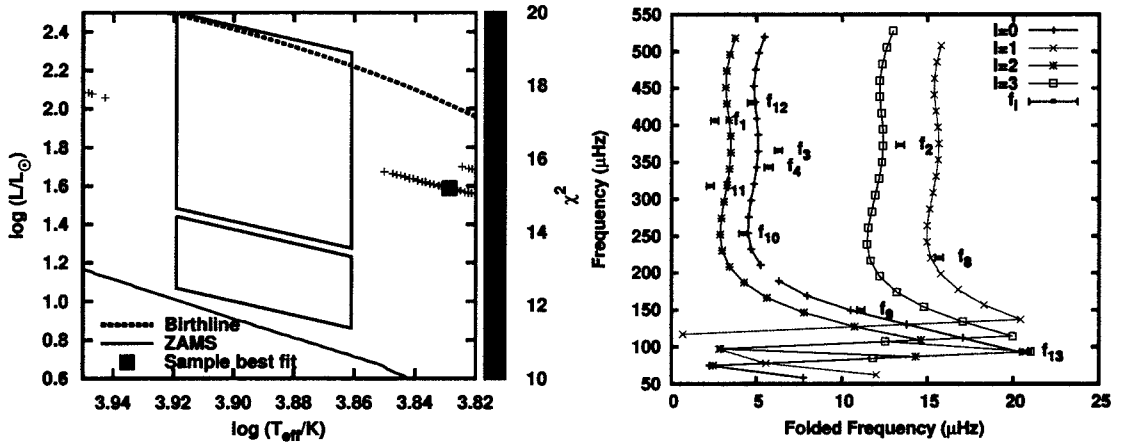 2.4
2.2
2.0
1.8
1.6
1.4
1.2
1.0
0.8
0.6
log (L/L⊙)
3.94 3.92 3.90 3.88 3.86 3.84 3.82
log (Teff/K)
Birthline
ZAMS
Sample best fit
20
18
16
14
12
10
χ²
500
450
400
350
300
250
200
150
100
50
Frequency (μHz)
0 5 10 15 20 25
Folded Frequency (μHz)
l=0
l=1
l=2
l=3
fi
f12
f1
f2
f3
f4
11
f10
f8
f9
f13